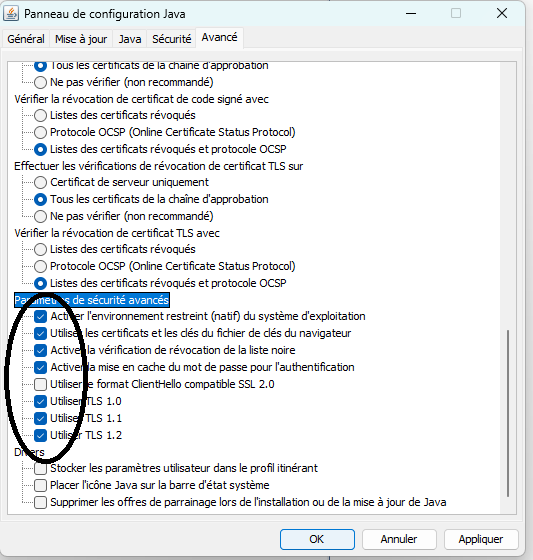 Panneau de configuration Java
Général Mise à jour Java Sécurité Avancé
Tous les certificats de la chaîne d'approbation
Ne pas vérifier (non recommandé)
Vérifier la révocation de certificat de code signé avec
Listes des certificats révoqués
Protocole OCSP (Online Certificate Status Protocol)
Listes des certificats révoqués et protocole OCSP
Effectuer les vérifications de révocation de certificat TLS sur
Certificat de serveur uniquement
Tous les certificats de la chaîne d'approbation
Ne pas vérifier (non recommandé)
Vérifier la révocation de certificat TLS avec
Listes des certificats révoqués
Protocole OCSP (Online Certificate Status Protocol)
Listes des certificats révoqués et protocole OCSP
Paramètres de sécurité avancés
Activer l'environnement restreint (natif) du système d'exploitation
Utiliser les certificats et les clés du fichier de clés du navigateur
Activer la vérification de révocation de la liste noire
Activer la mise en cache du mot de passe pour l'authentification
Utiliser le format ClientHello compatible SSL 2.0
Utiliser TLS 1.0
Utiliser TLS 1.1
Utiliser TLS 1.2
Divers
Stocker les paramètres utilisateur dans le profil itinérant
Placer l'icône Java sur la barre d'état système
Supprimer les offres de parrainage lors de l'installation ou de la mise à jour de Java
OK Annuler Appliquer